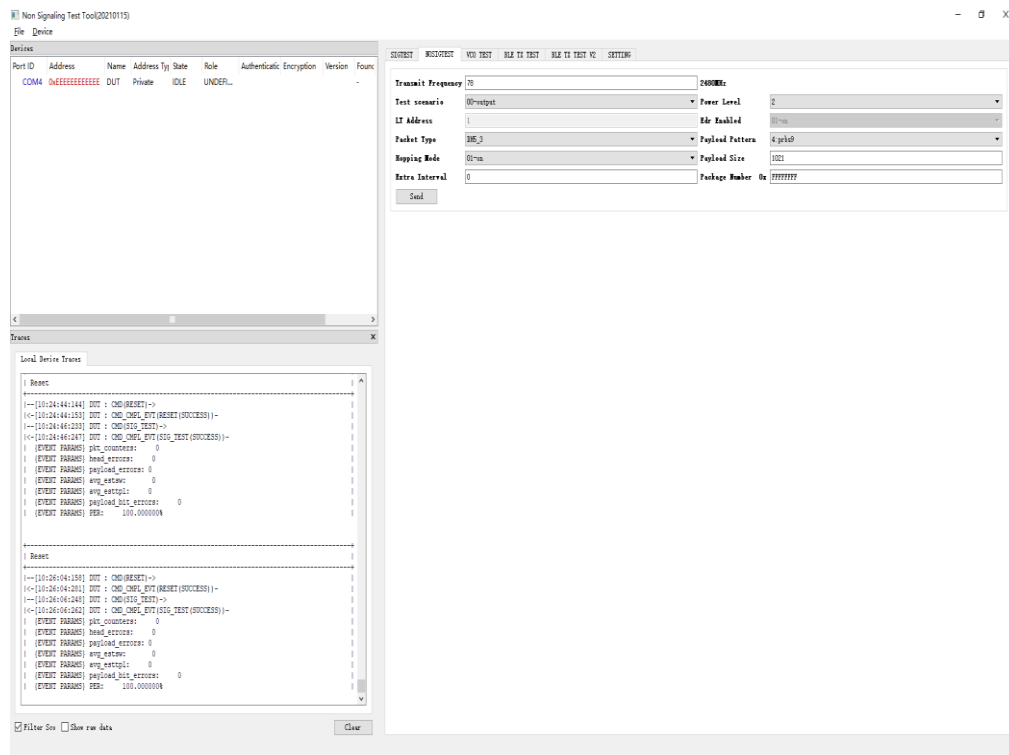 Non Signaling Test Tool(20210115)
File Device
Devices
Port ID Address Name Address Typ State Role Authenticatic Encryption Version Founc
COM4 0xEEEEEEEEEEEE DUT Private IDLE UNDEFI... -
Traces X
Local Device Traces
| Reset |
+------------------------------------------------------------------+
|--[10:24:44:144] DUT : CMD(RESET)-> |
|<-[10:24:44:153] DUT : CMD_CMPL_EVT(RESET(SUCCESS))- |
|--[10:24:46:233] DUT : CMD(SIG_TEST)-> |
|<-[10:24:46:247] DUT : CMD_CMPL_EVT(SIG_TEST(SUCCESS))- |
| {EVENT PARAMS} pkt_counters: 0 |
| {EVENT PARAMS} head_errors: 0 |
| {EVENT PARAMS} payload_errors: 0 |
| {EVENT PARAMS} avg_estsw: 0 |
| {EVENT PARAMS} avg_esttpl: 0 |
| {EVENT PARAMS} payload_bit_errors: 0 |
| {EVENT PARAMS} PER: 100.000000% |
+------------------------------------------------------------------+
| Reset |
+------------------------------------------------------------------+
|--[10:26:04:158] DUT : CMD(RESET)-> |
|<-[10:26:04:281] DUT : CMD_CMPL_EVT(RESET(SUCCESS))- |
|--[10:26:06:248] DUT : CMD(SIG_TEST)-> |
|<-[10:26:06:262] DUT : CMD_CMPL_EVT(SIG_TEST(SUCCESS))- |
| {EVENT PARAMS} pkt_counters: 0 |
| {EVENT PARAMS} head_errors: 0 |
| {EVENT PARAMS} payload_errors: 0 |
| {EVENT PARAMS} avg_estsw: 0 |
| {EVENT PARAMS} avg_esttpl: 0 |
| {EVENT PARAMS} payload_bit_errors: 0 |
| {EVENT PARAMS} PER: 100.000000% |
Filter Sco Show raw data Clear
SIGTEST NOSIGTEST VCO TEST BLE TX TEST BLE TX TEST V2 SETTING
Transmit Frequency 78 2480MHz
Test scenario 00-output Power Level 2
LT Address 1 Edr Enabled 01-on
Packet Type 3M5_3 Payload Pattern 4:prbs9
Hopping Mode 01-on Payload Size 1021
Extra Interval 0 Package Number 0x FFFFFFFF
Send